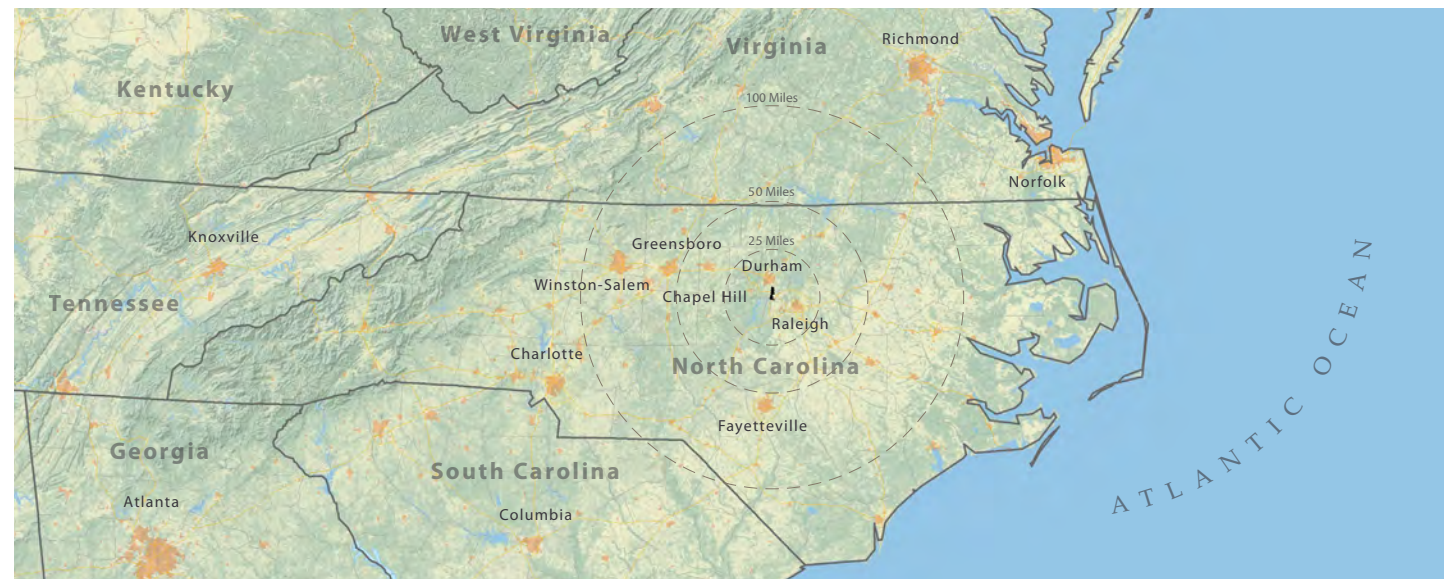 West Virginia
Virginia
Richmond
Kentucky
100 Miles
Norfolk
50 Miles
Knoxville
Greensboro
25 Miles
Durham
Winston-Salem
Chapel Hill
Tennessee
Raleigh
Charlotte
North Carolina
Fayetteville
Georgia
South Carolina
Atlanta
Columbia
ATLANTIC OCEAN